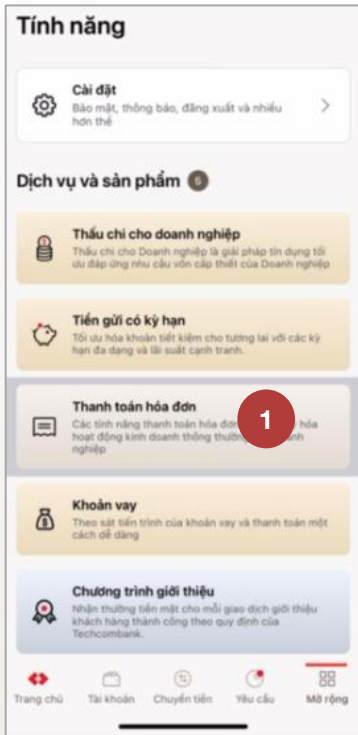 Tính năng
Cài đặt
Bảo mật, thông báo, đăng xuất và nhiều
hơn thế
Dịch vụ và sản phẩm 5
Thấu chi cho doanh nghiệp
Thấu chi cho Doanh nghiệp là giải pháp tín dụng tối
ưu đáp ứng nhu cầu vốn cấp thiết của Doanh nghiệp
Tiền gửi có kỳ hạn
Tối ưu hóa khoản tiết kiệm cho tương lai với các kỳ
hạn đa dạng và lãi suất cạnh tranh.
Thanh toán hóa đơn
Các tính năng thanh toán hóa đơn hóa
1
hoạt động kinh doanh thông thường
nghiệp
Khoản vay
Theo sát tiến trình của khoản vay và thanh toán một
cách dễ dàng
Chương trình giới thiệu
Nhận thưởng tiền mặt cho mỗi giao dịch giới thiệu
khách hàng thành công theo quy định của
Techcombank.
Trang chủ Tài khoản Chuyển tiền Yêu cầu Mở rộng